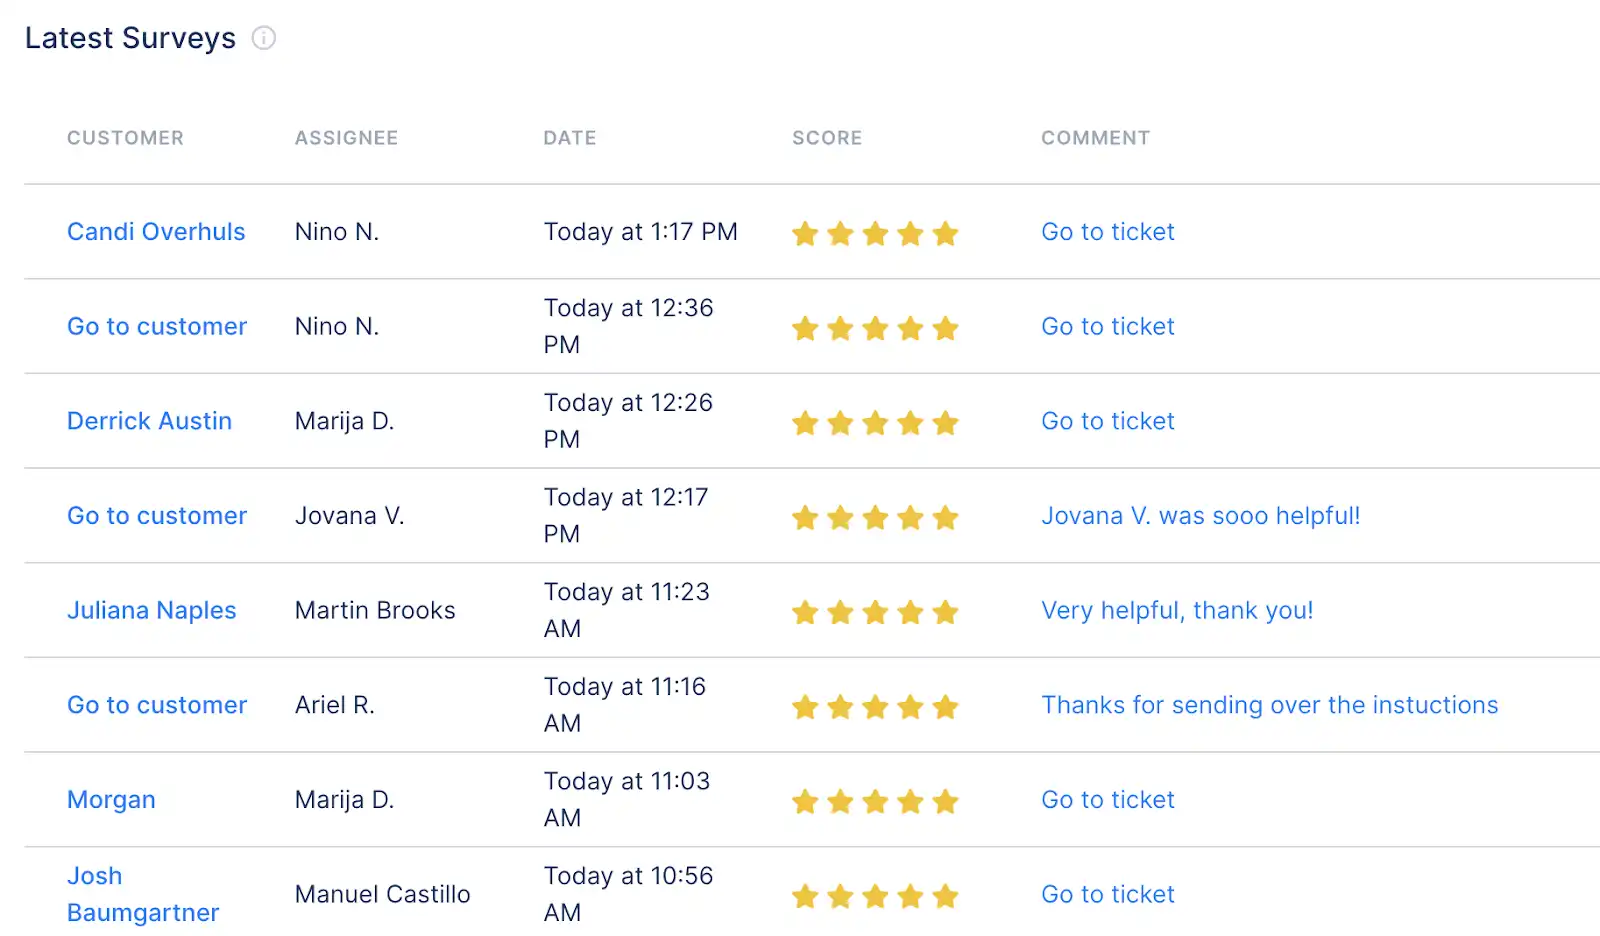 Latest Surveys
CUSTOMER ASSIGNEE DATE SCORE COMMENT
Candi Overhuls Nino N. Today at 1:17 PM Go to ticket
Go to customer Nino N. Today at 12:36 PM Go to ticket
Derrick Austin Marija D. Today at 12:26 PM Go to ticket
Go to customer Jovana V. Today at 12:17 PM Jovana V. was sooo helpful!
Juliana Naples Martin Brooks Today at 11:23 AM Very helpful, thank you!
Go to customer Ariel R. Today at 11:16 AM Thanks for sending over the instuctions
Morgan Marija D. Today at 11:03 AM Go to ticket
Josh Baumgartner Manuel Castillo Today at 10:56 AM Go to ticket